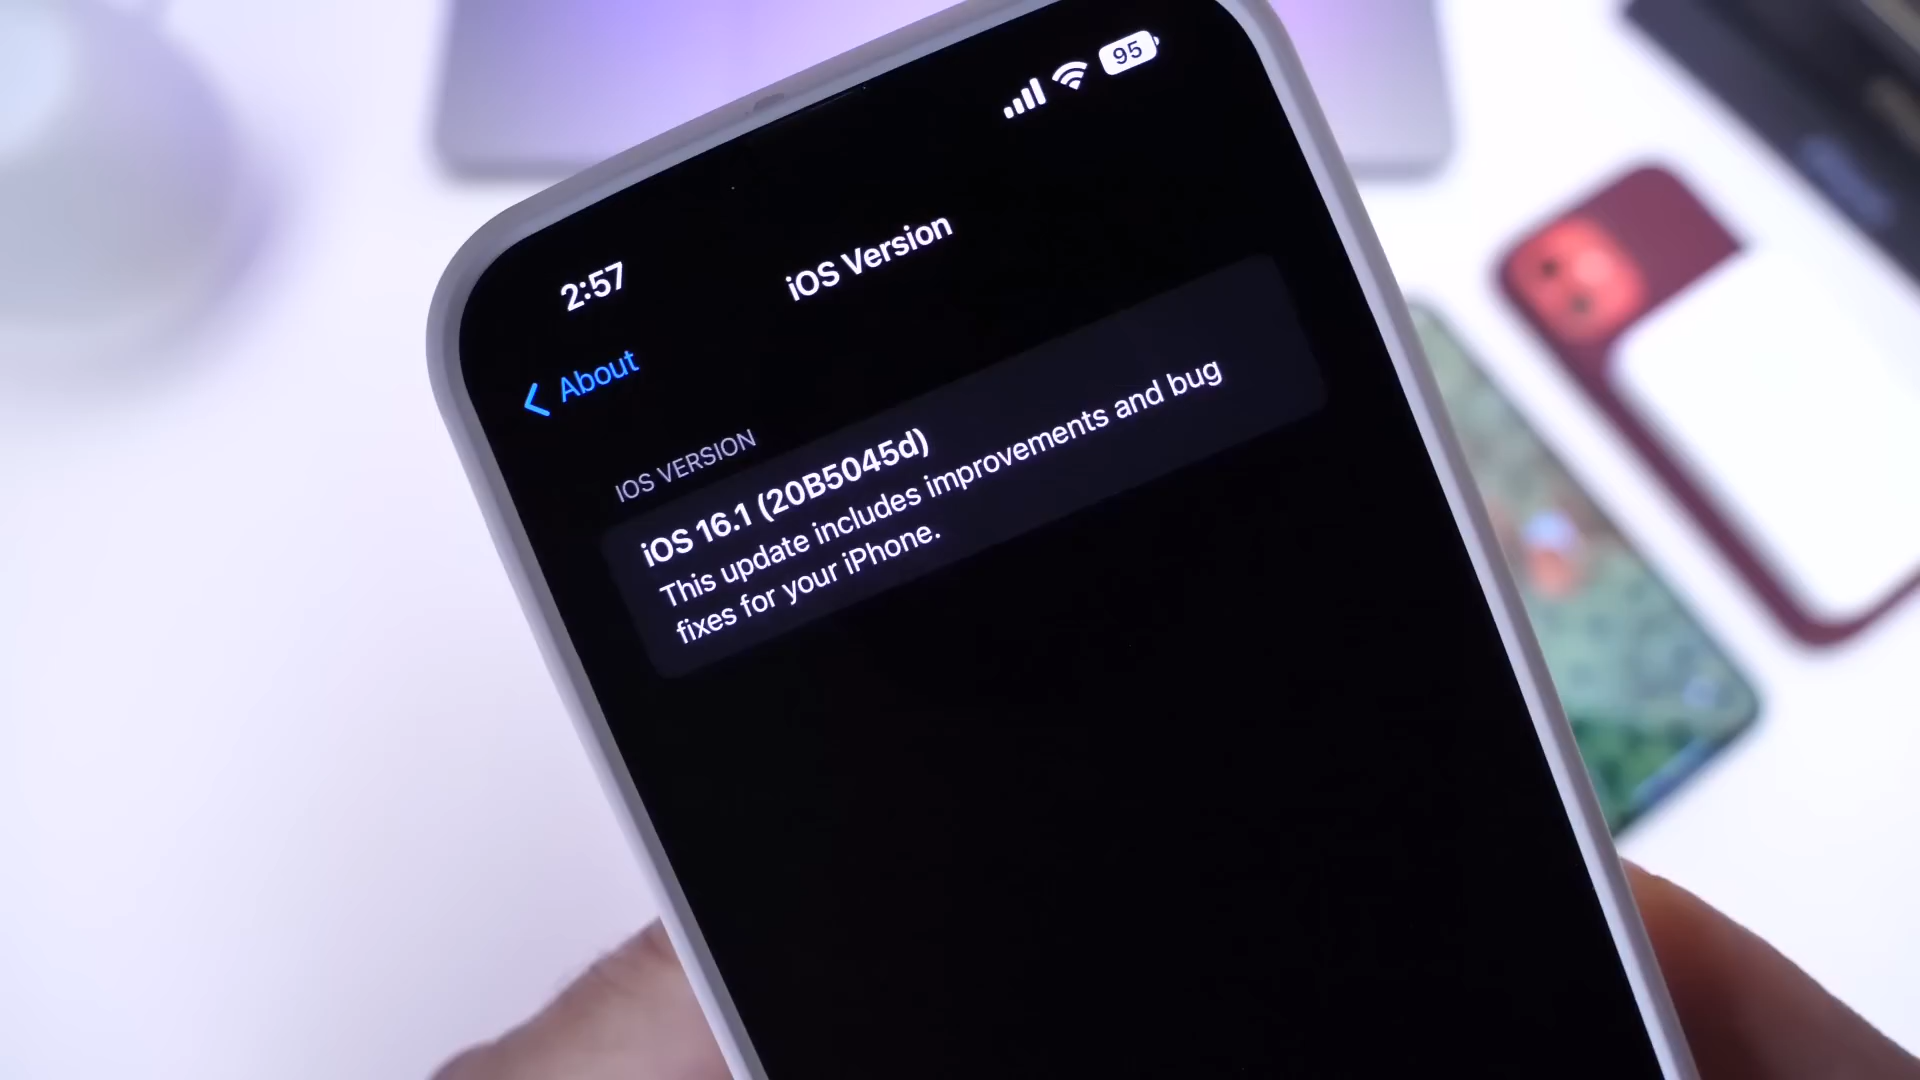 95
2:57
iOS Version
About
IOS VERSION
iOS 16.1 (20B5045d)
This update includes improvements and bug
fixes for your iPhone.